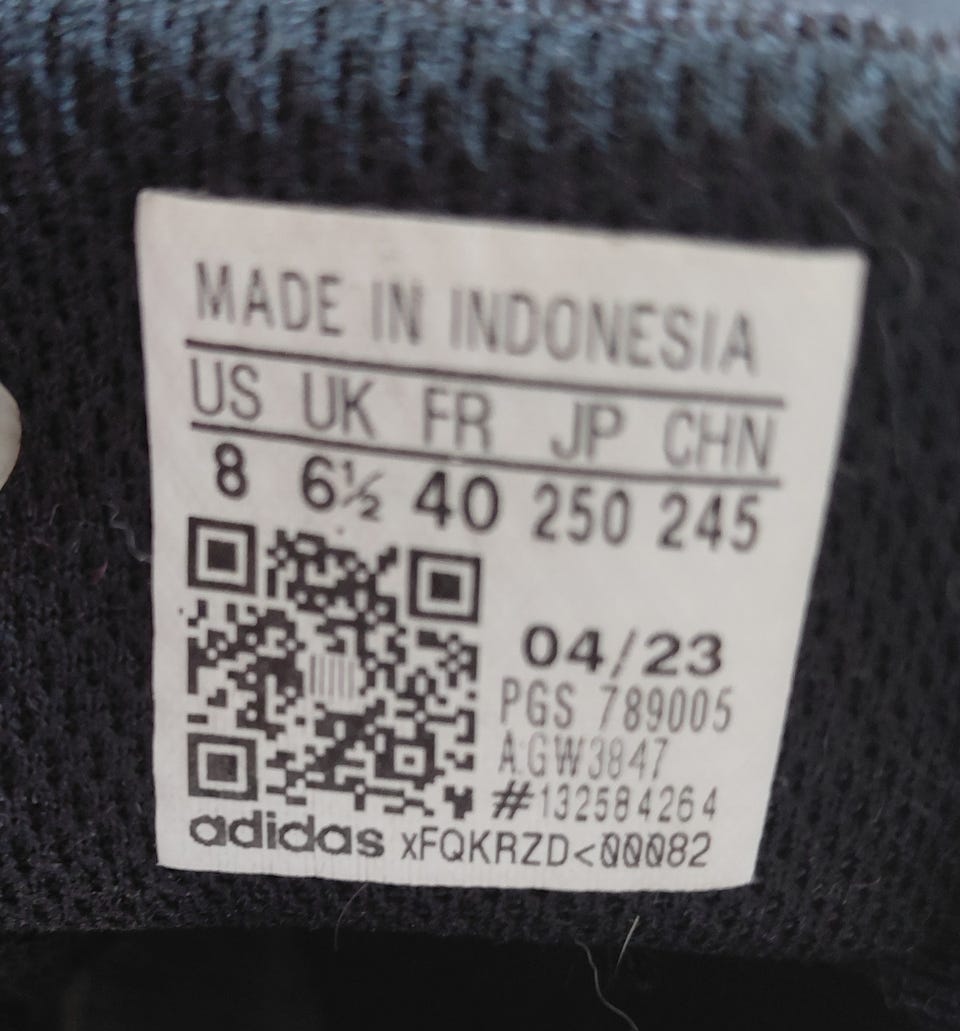 MADE IN INDONESIA
US UK FR JP CHN
8 6½ 40 250 245
04/23
PGS 789005
A:GW3847
#132584264
adidas xFQKRZD<00082